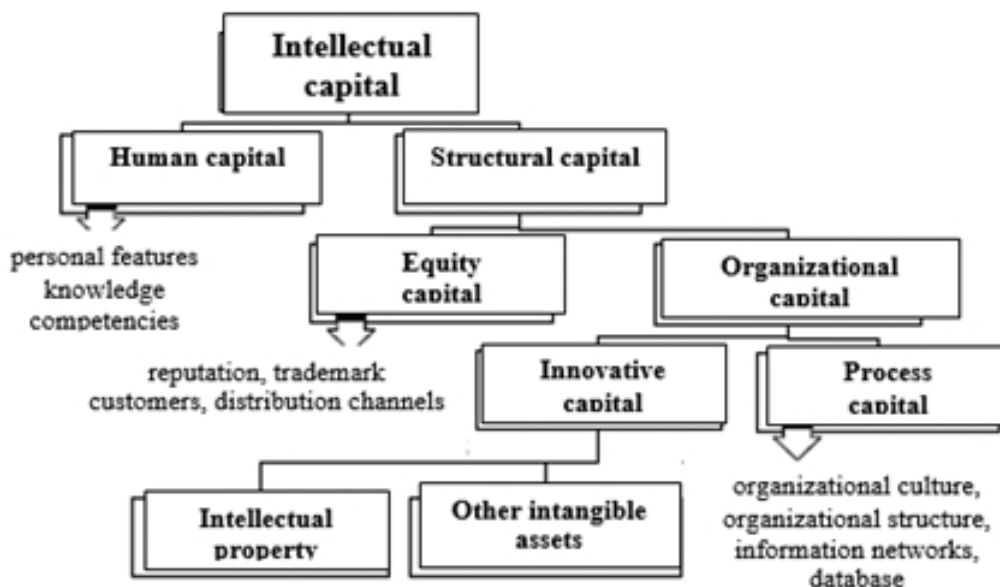 Intellectual
capital
Human capital
Structural capital
personal features
knowledge
competencies
Equity
capital
Organizational
capital
reputation, trademark
customers, distribution channels
Innovative
capital
Process
capital
Intellectual
property
Other intangible
assets
organizational culture,
organizational structure,
information networks,
database